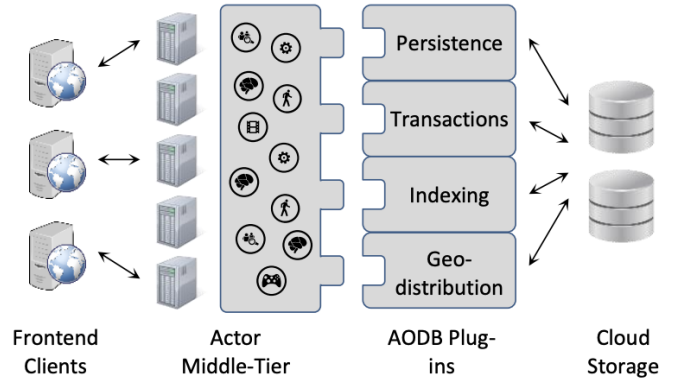 Persistence
Transactions
Indexing
Geo-
distribution
Frontend
Clients
Actor
Middle-Tier
AODB Plug-
ins
Cloud
Storage